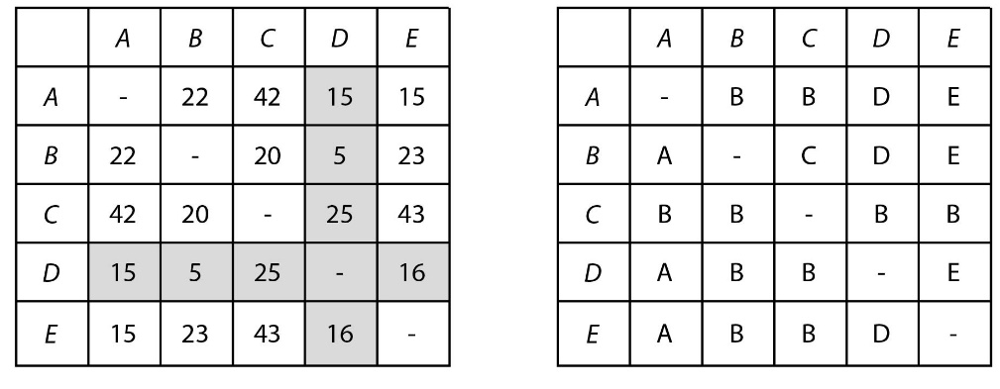 A B C D E
A - 22 42 15 15
B 22 - 20 5 23
C 42 20 - 25 43
D 15 5 25 - 16
E 15 23 43 16 -
A B C D E
A - B B D E
B A - C D E
C B B - B B
D A B B - E
E A B B D -